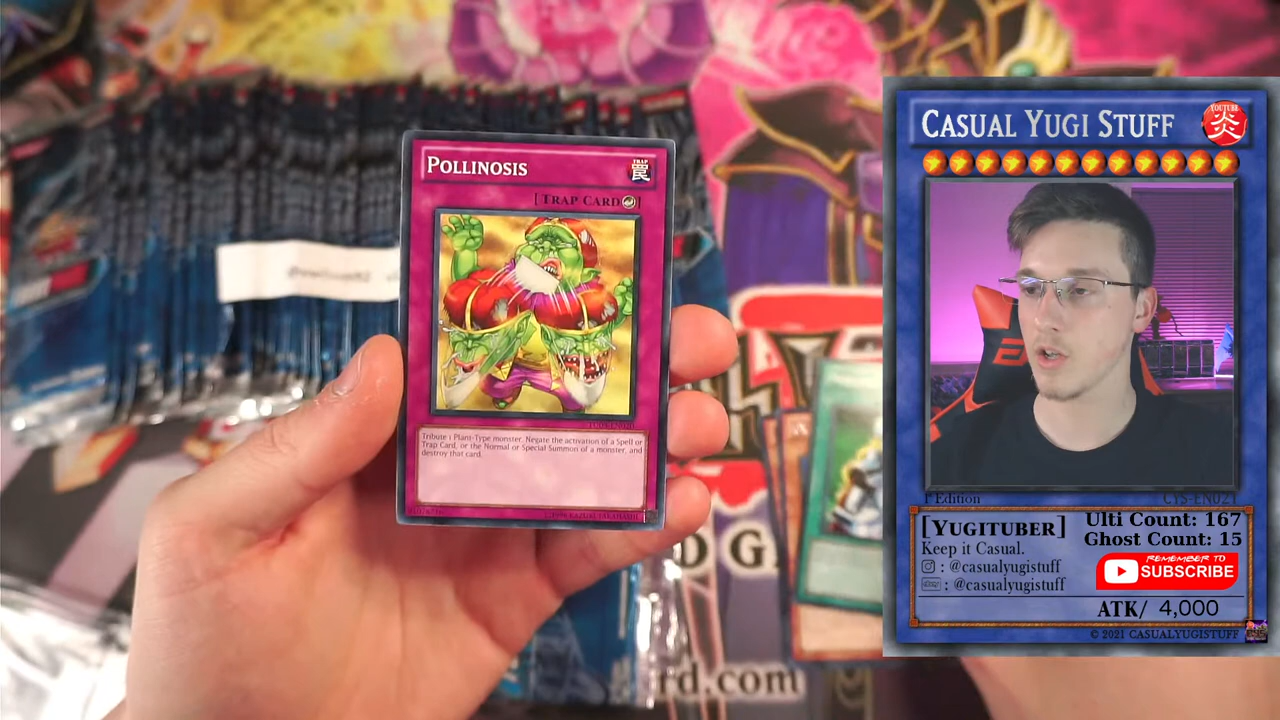 POLLINOSIS
TRAP
[TRAP CARD]
Tribute 1 Plant-Type monster. Negate the activation of a Spell or
Trap Card, or the Normal or Special Summon of a monster, and
destroy that card.
CASUAL YUGI STUFF
YOUTUBE
炎
1st Edition
CYS-EN021
[YUGITUBER]
Ulti Count: 167
Keep it Casual.
Ghost Count: 15
: @casualyugistuff
REMEMBER TO
SUBSCRIBE
: @casualyugistuff
ATK/ 4,000
© 2021 CASUALYUGISTUFF
rd.com